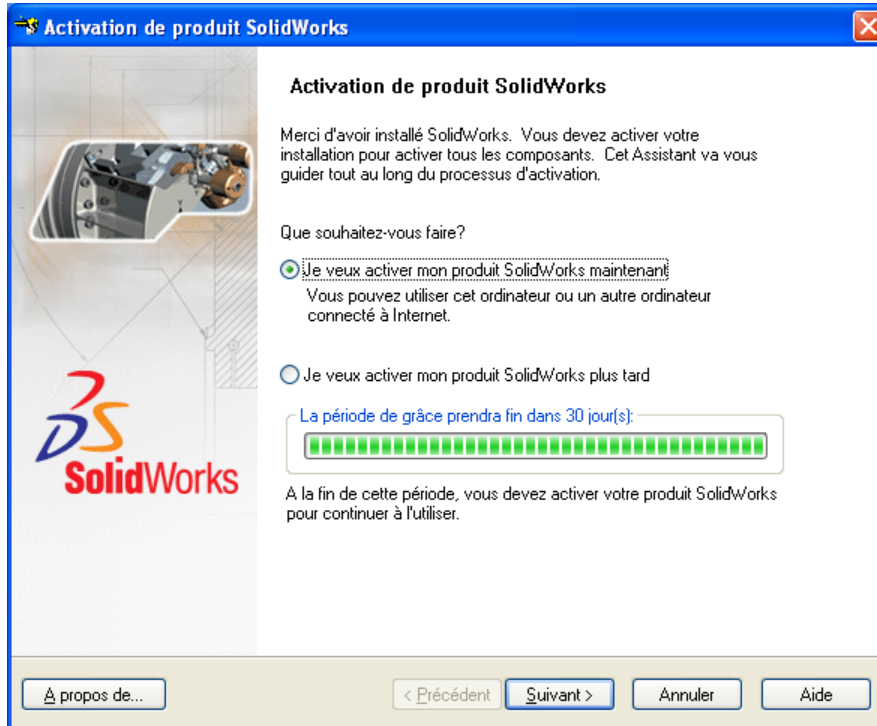 Activation de produit SolidWorks
Activation de produit SolidWorks
Merci d'avoir installé SolidWorks. Vous devez activer votre
installation pour activer tous les composants. Cet Assistant va vous
guider tout au long du processus d'activation.
Que souhaitez-vous faire?
Je veux activer mon produit SolidWorks maintenant
Vous pouvez utiliser cet ordinateur ou un autre ordinateur
connecté à Internet.
Je veux activer mon produit SolidWorks plus tard
La période de grâce prendra fin dans 30 jour(s):
A la fin de cette période, vous devez activer votre produit SolidWorks
pour continuer à l'utiliser.
DS
SolidWorks
A propos de...
< Précédent
Suivant >
Annuler
Aide